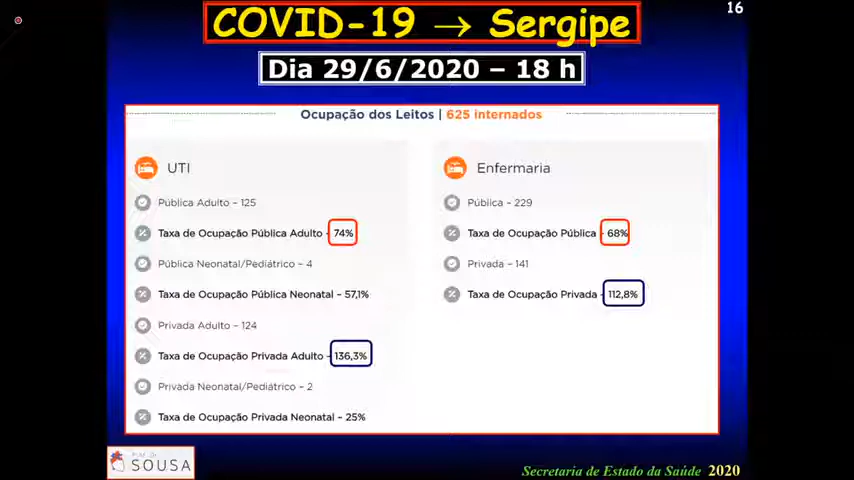 COVID-19 → Sergipe
16
Dia 29/6/2020 – 18 h
Ocupação dos Leitos | 625 internados
UTI
Pública Adulto – 125
Taxa de Ocupação Pública Adulto - 74%
Pública Neonatal/Pediátrico – 4
Taxa de Ocupação Pública Neonatal – 57,1%
Privada Adulto – 124
Taxa de Ocupação Privada Adulto - 136,3%
Privada Neonatal/Pediátrico – 2
Taxa de Ocupação Privada Neonatal – 25%
Enfermaria
Pública – 229
Taxa de Ocupação Pública - 68%
Privada – 141
Taxa de Ocupação Privada - 112,8%
SOUSA
Secretaria de Estado da Saúde 2020